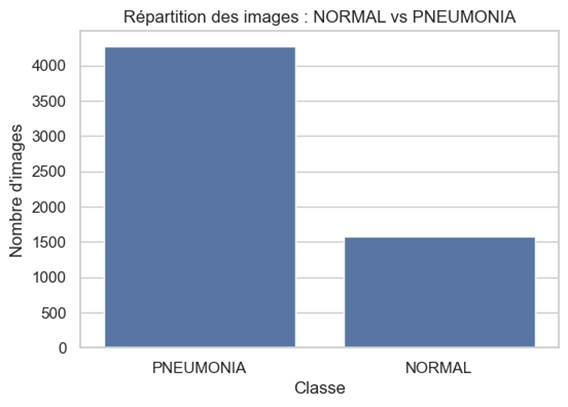 Répartition des images : NORMAL vs PNEUMONIA
Nombre d'images
4000
3500
3000
2500
2000
1500
1000
500
0
PNEUMONIA NORMAL
Classe